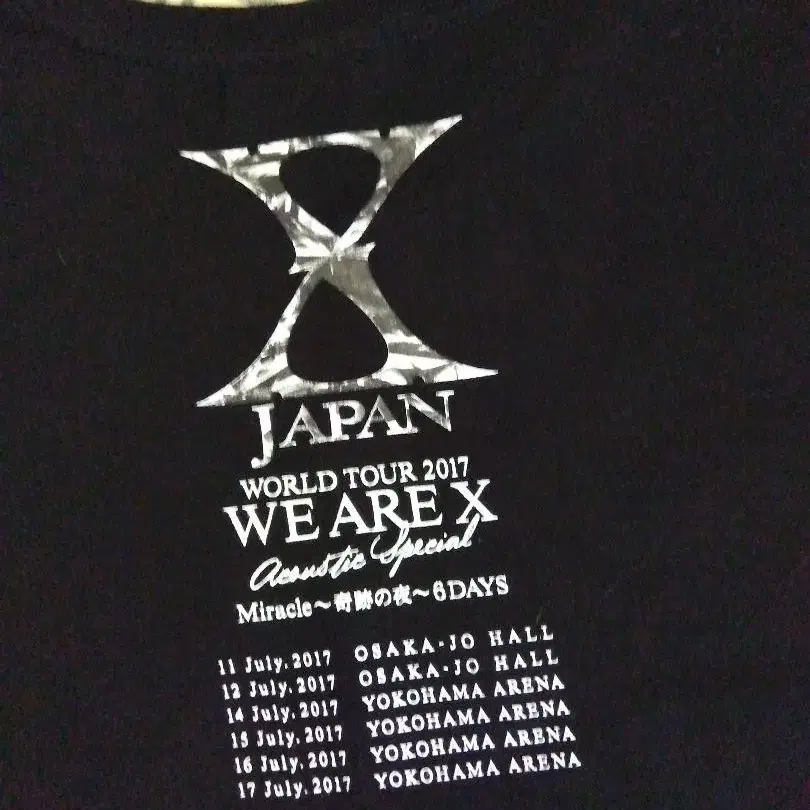 X
JAPAN
WORLD TOUR 2017
WE ARE X
Acoustic Special
Miracle～奇跡の夜～6DAYS
11 July.2017 OSAKA-JO HALL
12 July.2017 OSAKA-JO HALL
14 July.2017 YOKOHAMA ARENA
15 July.2017 YOKOHAMA ARENA
16 July.2017 YOKOHAMA ARENA
17 July.2017 YOKOHAMA ARENA